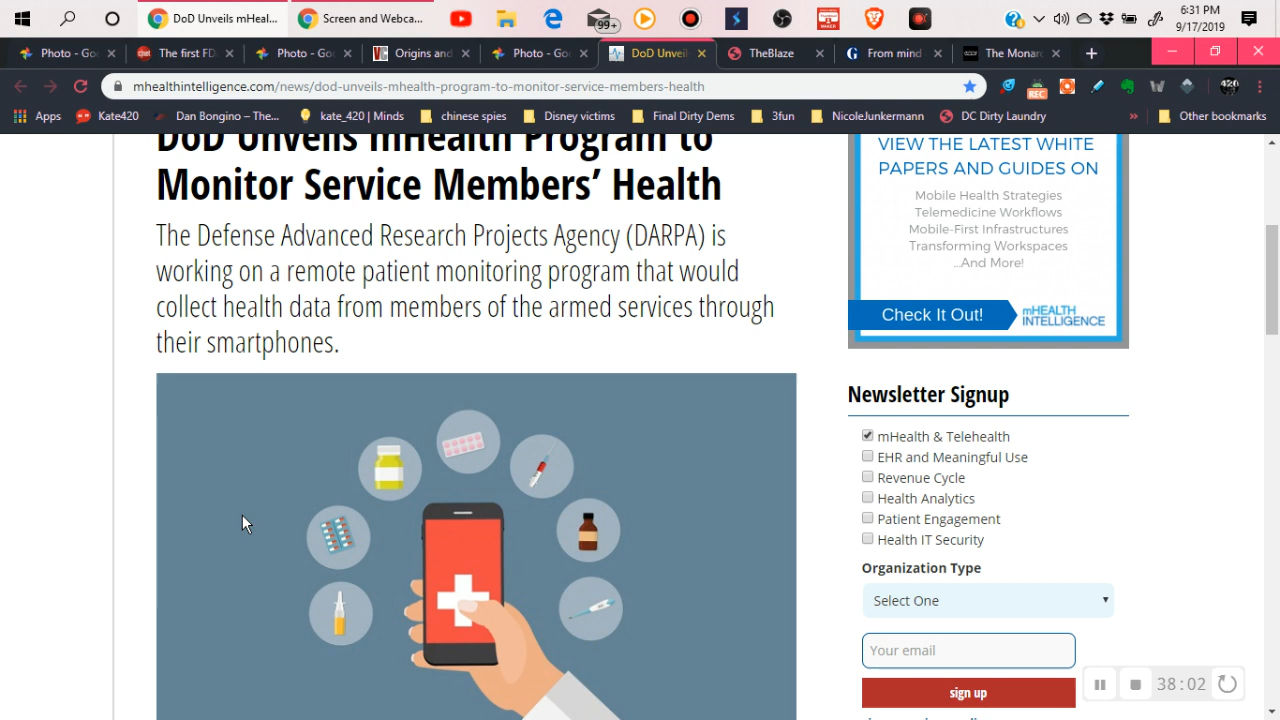 DoD Unveils mHeal
Screen and Webca
99+
6:31 PM
9/17/2019
Photo - Goo
The first FD
Photo - Goo
Origins and
Photo - Goo
DoD Unveil
TheBlaze
From mind
The Monarc
mhealthintelligence.com/news/dod-unveils-mhealth-program-to-monitor-service-members-health
REC
420
Apps
Kate420
Dan Bongino – The...
kate_420 | Minds
chinese spies
Disney victims
Final Dirty Dems
3fun
NicoleJunkermann
DC Dirty Laundry
»
Other bookmarks
DoD Unveils mHealth Program to
Monitor Service Members’ Health
The Defense Advanced Research Projects Agency (DARPA) is
working on a remote patient monitoring program that would
collect health data from members of the armed services through
their smartphones.
VIEW THE LATEST WHITE
PAPERS AND GUIDES ON
Mobile Health Strategies
Telemedicine Workflows
Mobile-First Infrastructures
Transforming Workspaces
...And More!
Check It Out!
mHEALTH
INTELLIGENCE
Newsletter Signup
mHealth & Telehealth
EHR and Meaningful Use
Revenue Cycle
Health Analytics
Patient Engagement
Health IT Security
Organization Type
Select One
Your email
sign up
38:02